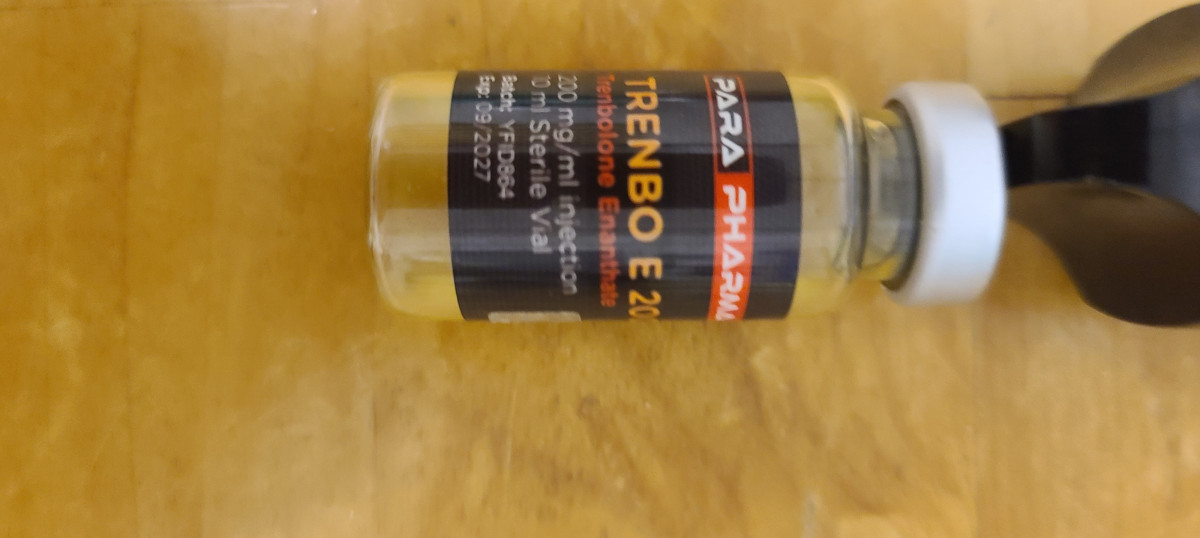 PARA PHARMA
TRENBO E 20
Trenbolone Enanthate
200 mg/ml injection
10 ml Sterile Vial
Batch: YFID864
Exp: 09/2027